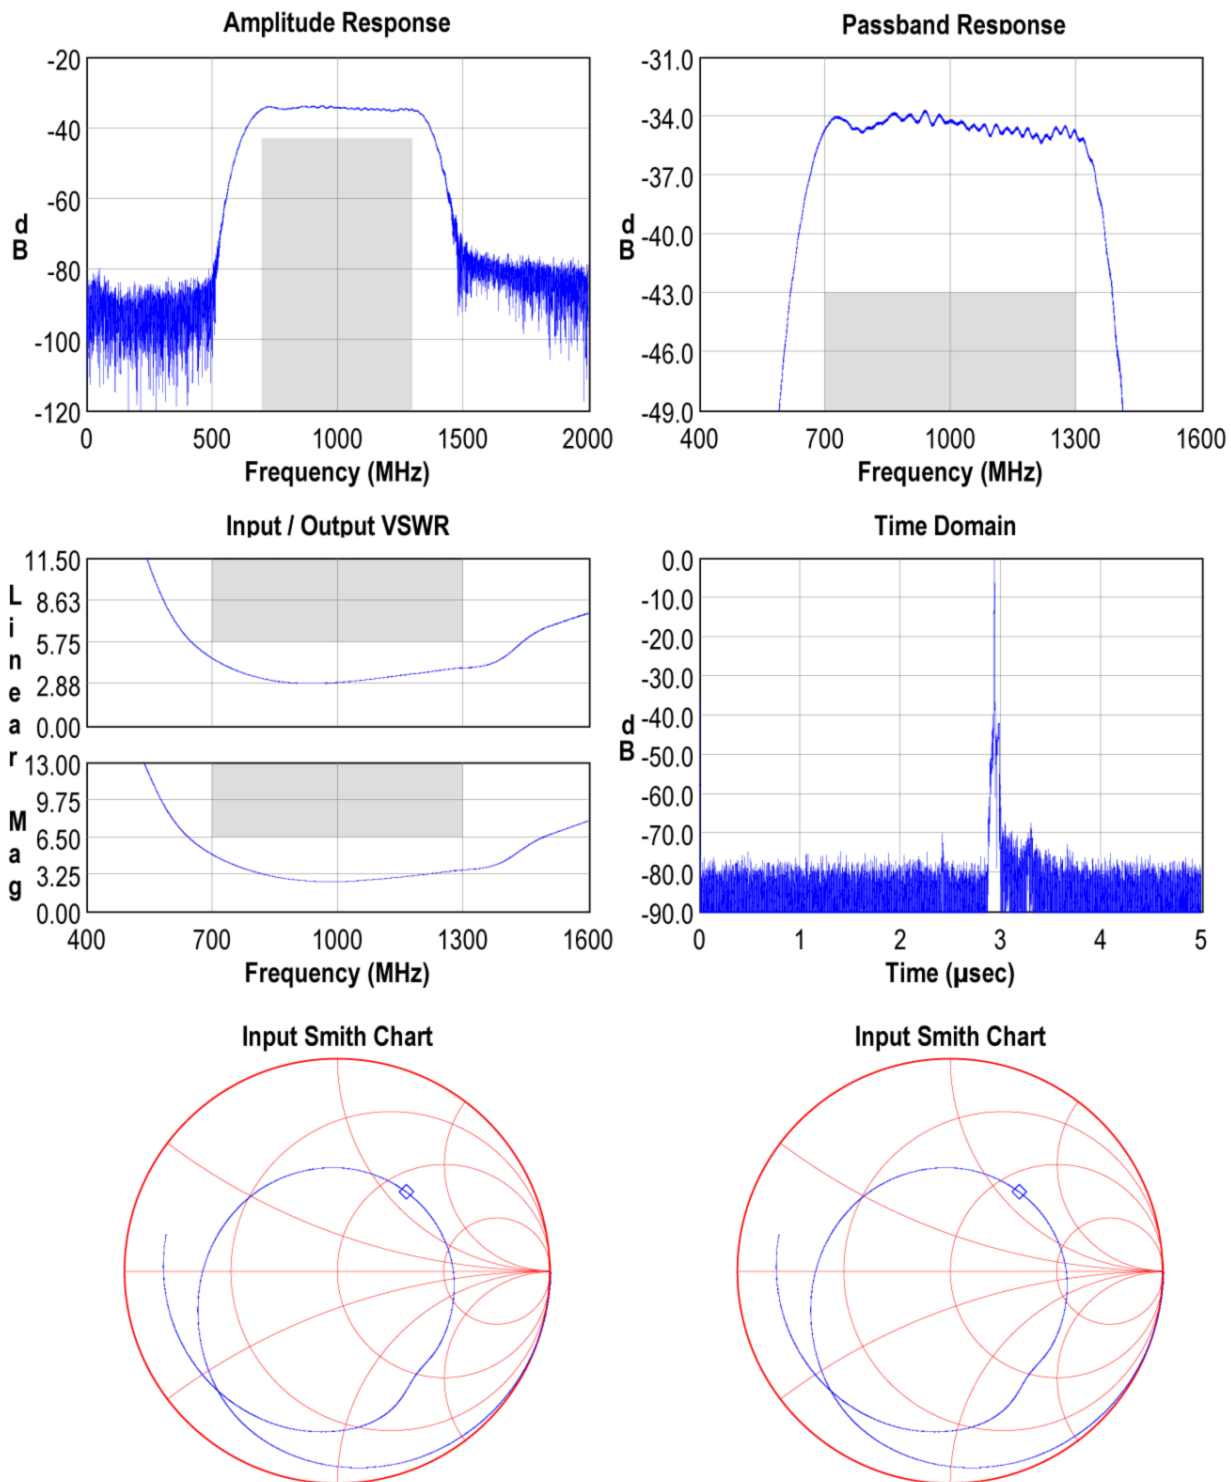 Amplitude Response
-20
-40
-60
-80
-100
-120
dB
0 500 1000 1500 2000
Frequency (MHz)
Passband Response
-31.0
-34.0
-37.0
-40.0
-43.0
-46.0
-49.0
dB
400 700 1000 1300 1600
Frequency (MHz)
Input / Output VSWR
11.50
8.63
5.75
2.88
0.00
13.00
9.75
6.50
3.25
0.00
Linear Mag
400 700 1000 1300 1600
Frequency (MHz)
Time Domain
0.0
-10.0
-20.0
-30.0
-40.0
-50.0
-60.0
-70.0
-80.0
-90.0
dB
0 1 2 3 4 5
Time (µsec)
Input Smith Chart
Input Smith Chart